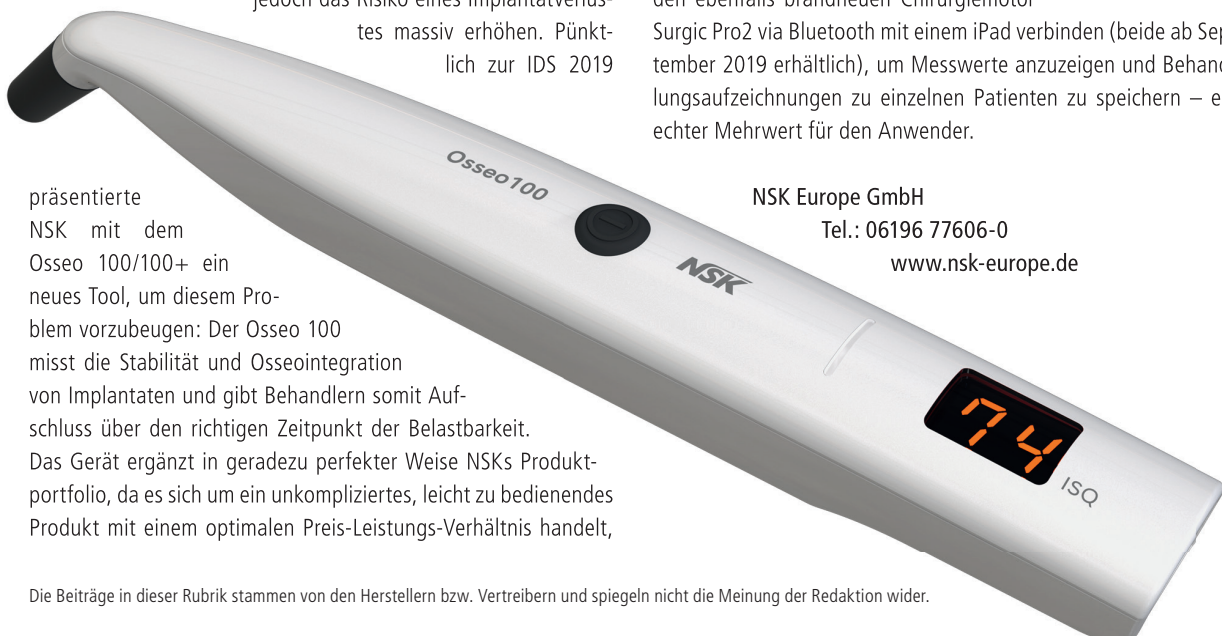 jedoch das Risiko eines Implantatverlus-
tes massiv erhöhen. Pünkt-
lich zur IDS 2019
präsentierte
NSK mit dem
Osseo 100/100+ ein
neues Tool, um diesem Pro-
blem vorzubeugen: Der Osseo 100
misst die Stabilität und Osseointegration
von Implantaten und gibt Behandlern somit Auf-
schluss über den richtigen Zeitpunkt der Belastbarkeit.
Das Gerät ergänzt in geradezu perfekter Weise NSKs Produkt-
portfolio, da es sich um ein unkompliziertes, leicht zu bedienendes
Produkt mit einem optimalen Preis-Leistungs-Verhältnis handelt,
den ebenfalls brandneuen Chirurgiemotor
Surgic Pro2 via Bluetooth mit einem iPad verbinden (beide ab Sep
tember 2019 erhältlich), um Messwerte anzuzeigen und Behand
lungsaufzeichnungen zu einzelnen Patienten zu speichern – e
echter Mehrwert für den Anwender.
NSK Europe GmbH
Tel.: 06196 77606-0
www.nsk-europe.de
Osseo100
NSK
74
ISQ
Die Beiträge in dieser Rubrik stammen von den Herstellern bzw. Vertreibern und spiegeln nicht die Meinung der Redaktion wider.